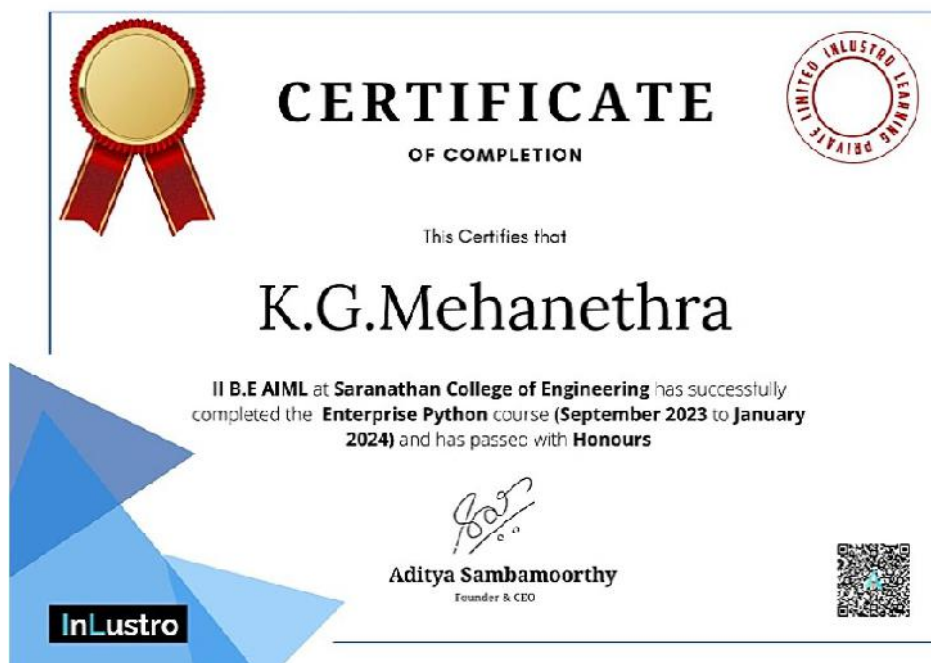 CERTIFICATE
INLUSTRO LEARNING PRIVATE LIMITED
OF COMPLETION
This Certifies that
K.G.Mehanethra
II B.E AIML at Saranathan College of Engineering has successfully
completed the Enterprise Python course (September 2023 to January
2024) and has passed with Honours
Aditya Sambamoorthy
Founder & CEO
InLustro